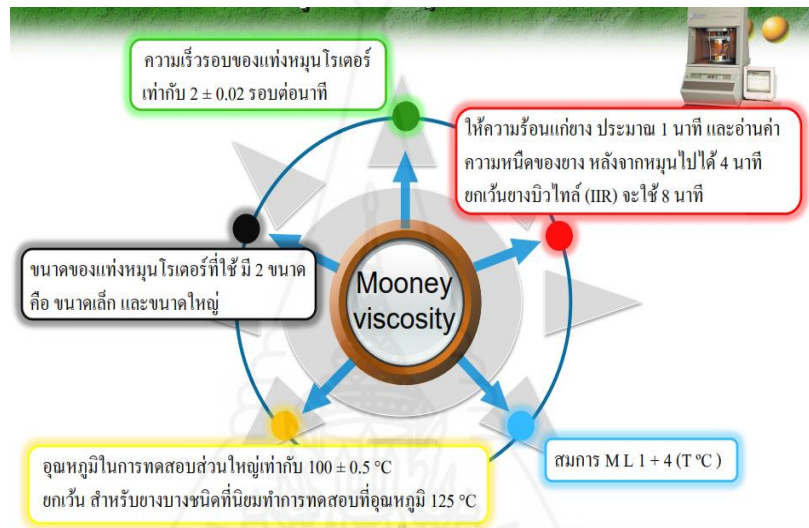 ความเร็วรอบของแท่งหมุนโรเตอร์
เท่ากับ 2 ± 0.02 รอบต่อนาที
ให้ความร้อนแก่ยาง ประมาณ 1 นาที และอ่านค่า
ความหนืดของยาง หลังจากหมุนไปได้ 4 นาที
ยกเว้นยางบิวไทล์ (IIR) จะใช้ 8 นาที
ขนาดของแท่งหมุนโรเตอร์ที่ใช้ มี 2 ขนาด
คือ ขนาดเล็ก และขนาดใหญ่
Mooney
viscosity
อุณหภูมิในการทดสอบส่วนใหญ่เท่ากับ 100 ± 0.5 °C
ยกเว้น สำหรับยางบางชนิดที่นิยมทำการทดสอบที่อุณหภูมิ 125 °C
สมการ M L 1 + 4 (T °C )